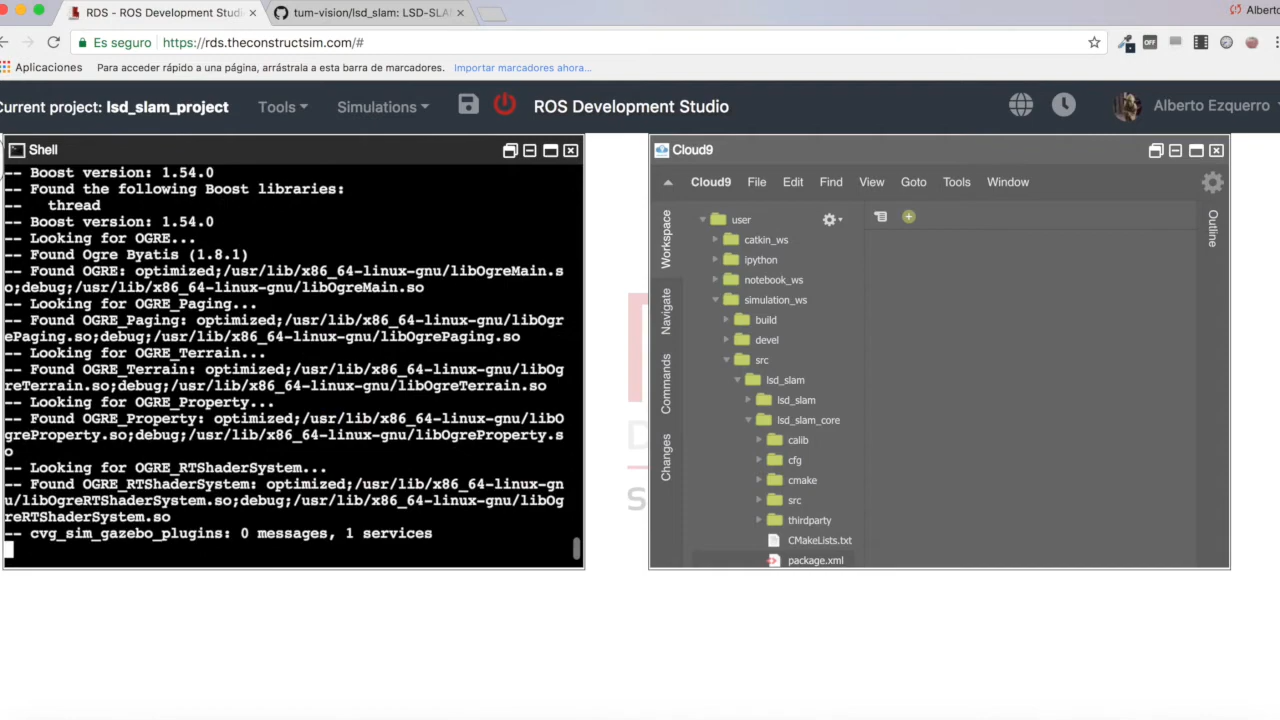 RDS - ROS Development Studi
tum-vision/lsd_slam: LSD-SLA
Alberto
Es seguro
https://rds.theconstructsim.com/#
OFF
Aplicaciones
Para acceder rápido a una página, arrástrala a esta barra de marcadores.
Importar marcadores ahora...
Current project: lsd_slam_project
Tools
Simulations
ROS Development Studio
Alberto Ezquerro
Shell
-- Boost version: 1.54.0
-- Found the following Boost libraries:
--   thread
-- Boost version: 1.54.0
-- Looking for OGRE...
-- Found Ogre Byatis (1.8.1)
-- Found OGRE: optimized;/usr/lib/x86_64-linux-gnu/libOgreMain.s
o;debug;/usr/lib/x86_64-linux-gnu/libOgreMain.so
-- Looking for OGRE_Paging...
-- Found OGRE_Paging: optimized;/usr/lib/x86_64-linux-gnu/libOgr
ePaging.so;debug;/usr/lib/x86_64-linux-gnu/libOgrePaging.so
-- Looking for OGRE_Terrain...
-- Found OGRE_Terrain: optimized;/usr/lib/x86_64-linux-gnu/libOg
reTerrain.so;debug;/usr/lib/x86_64-linux-gnu/libOgreTerrain.so
-- Looking for OGRE_Property...
-- Found OGRE_Property: optimized;/usr/lib/x86_64-linux-gnu/libO
greProperty.so;debug;/usr/lib/x86_64-linux-gnu/libOgreProperty.s
o
-- Looking for OGRE_RTShaderSystem...
-- Found OGRE_RTShaderSystem: optimized;/usr/lib/x86_64-linux-gn
u/libOgreRTShaderSystem.so;debug;/usr/lib/x86_64-linux-gnu/libOg
reRTShaderSystem.so
-- cvg_sim_gazebo_plugins: 0 messages, 1 services
D
S
Cloud9
Cloud9
File
Edit
Find
View
Goto
Tools
Window
Workspace
Navigate
Commands
Changes
Outline
user
catkin_ws
ipython
notebook_ws
simulation_ws
build
devel
src
lsd_slam
lsd_slam
lsd_slam_core
calib
cfg
cmake
src
thirdparty
CMakeLists.txt
package.xml